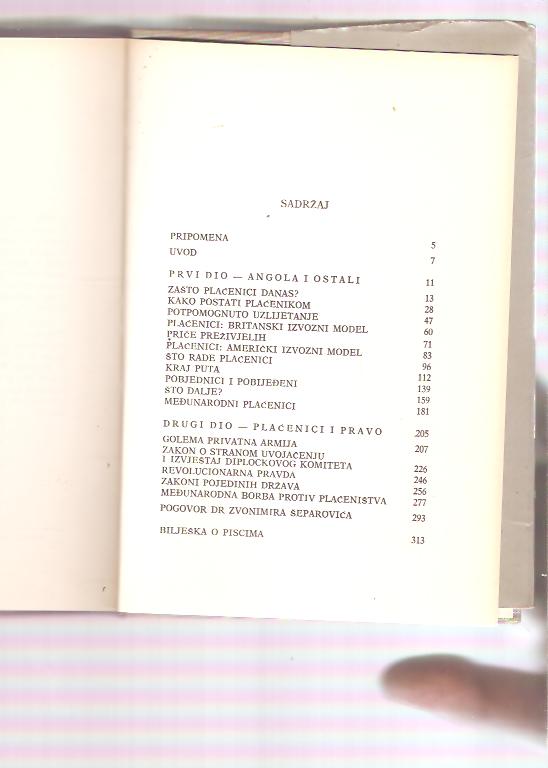 SADRŽAJ
PRIPOMENA 5
UVOD 7
PRVI DIO — ANGOLA I OSTALI 11
ZAŠTO PLAĆENICI DANAS? 13
KAKO POSTATI PLAĆENIKOM 28
POTPOMOGNUTO UZLIJETANJE 47
PLAĆENICI: BRITANSKI IZVOZNI MODEL 60
PRIČE PREŽIVJELIH 71
PLAĆENICI: AMERIČKI IZVOZNI MODEL 83
ŠTO RADE PLAĆENICI 96
KRAJ PUTA 112
POBJEDNICI I POBIJEĐENI 139
ŠTO DALJE? 159
MEĐUNARODNI PLAĆENICI 181
DRUGI DIO — PLAĆENICI I PRAVO 205
GOLEMA PRIVATNA ARMIJA 207
ZAKON O STRANOM UVOJAČENJU
I IZVJEŠTAJ DIPLOCKOVOG KOMITETA 226
REVOLUCIONARNA PRAVDA 246
ZAKONI POJEDINIH DRŽAVA 256
MEĐUNARODNA BORBA PROTIV PLAĆENIŠTVA 277
POGOVOR DR ZVONIMIRA ŠEPAROVIĆA 293
BILJEŠKA O PISCIMA 313